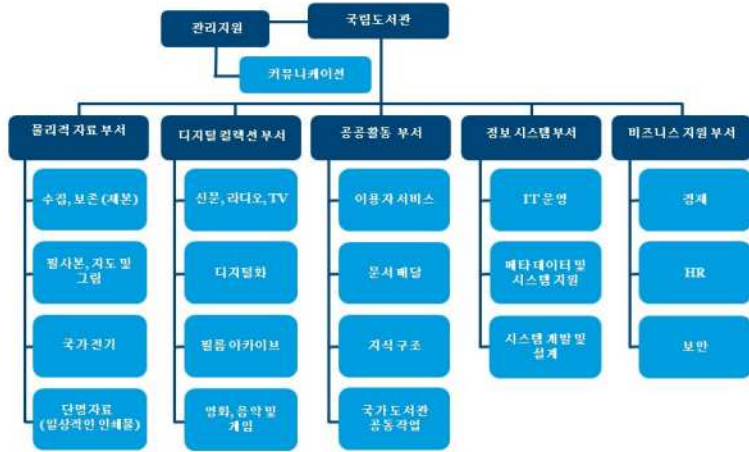 국립도서관
관리지원
커뮤니케이션
물리적 자료 부서
디지털 컬랙션 부서
공공활동 부서
정보 시스템 부서
비즈니스 지원 부서
수집, 보존 (제본)
신문, 라디오, TV
이용자 서비스
IT 운영
경제
필사본, 지도 및
그림
디지털화
문서 배달
메타 데이터 및
시스템 지원
HR
국가 전기
필름 아카이브
지식 구조
시스템 개발 및
설계
보안
단명자료
(일상적인 인쇄물)
영화, 음악 및
게임
국가 도서관
공동작업